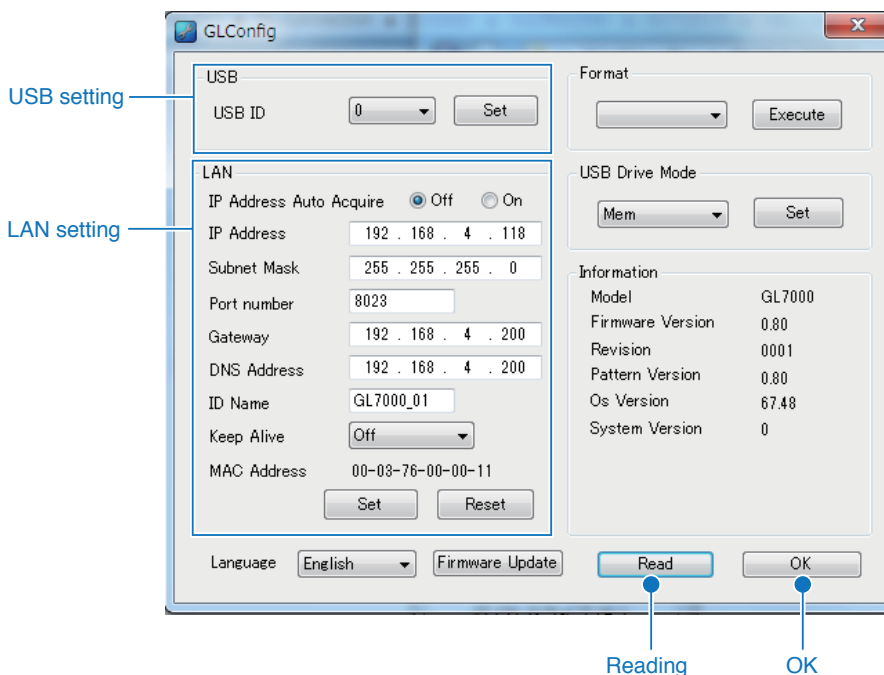 GLConfig
USB setting
USB
USB ID 0 Set
Format
Execute
LAN setting
LAN
IP Address Auto Acquire Off On
IP Address 192 . 168 . 4 . 118
Subnet Mask 255 . 255 . 255 . 0
Port number 8023
Gateway 192 . 168 . 4 . 200
DNS Address 192 . 168 . 4 . 200
ID Name GL7000_01
Keep Alive Off
MAC Address 00-03-76-00-00-11
Set Reset
USB Drive Mode
Mem Set
Information
Model GL7000
Firmware Version 0.80
Revision 0001
Pattern Version 0.80
Os Version 67.48
System Version 0
Language English Firmware Update Read OK
Reading OK